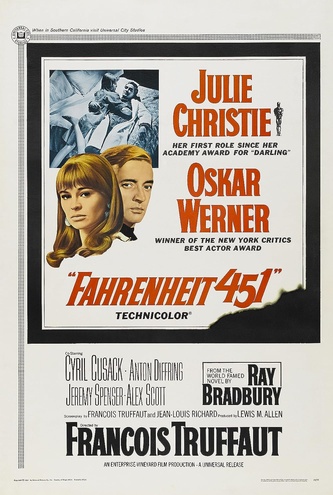 When in Southern California visit Universal City Studios
JULIE
CHRISTIE
HER FIRST ROLE SINCE HER
ACADEMY AWARD FOR "DARLING"
OSKAR
WERNER
WINNER OF THE NEW YORK CRITICS
BEST ACTOR AWARD
"FAHRENHEIT 451"
TECHNICOLOR®
Co-Starring
CYRIL CUSACK · ANTON DIFFRING
JEREMY SPENSER · ALEX SCOTT
FROM THE
WORLD FAMED
NOVEL BY
RAY
BRADBURY
Screenplay by FRANCOIS TRUFFAUT and JEAN-LOUIS RICHARD Produced by LEWIS M. ALLEN
Directed by
FRANCOIS TRUFFAUT
AN ENTERPRISE VINEYARD FILM PRODUCTION - A UNIVERSAL RELEASE